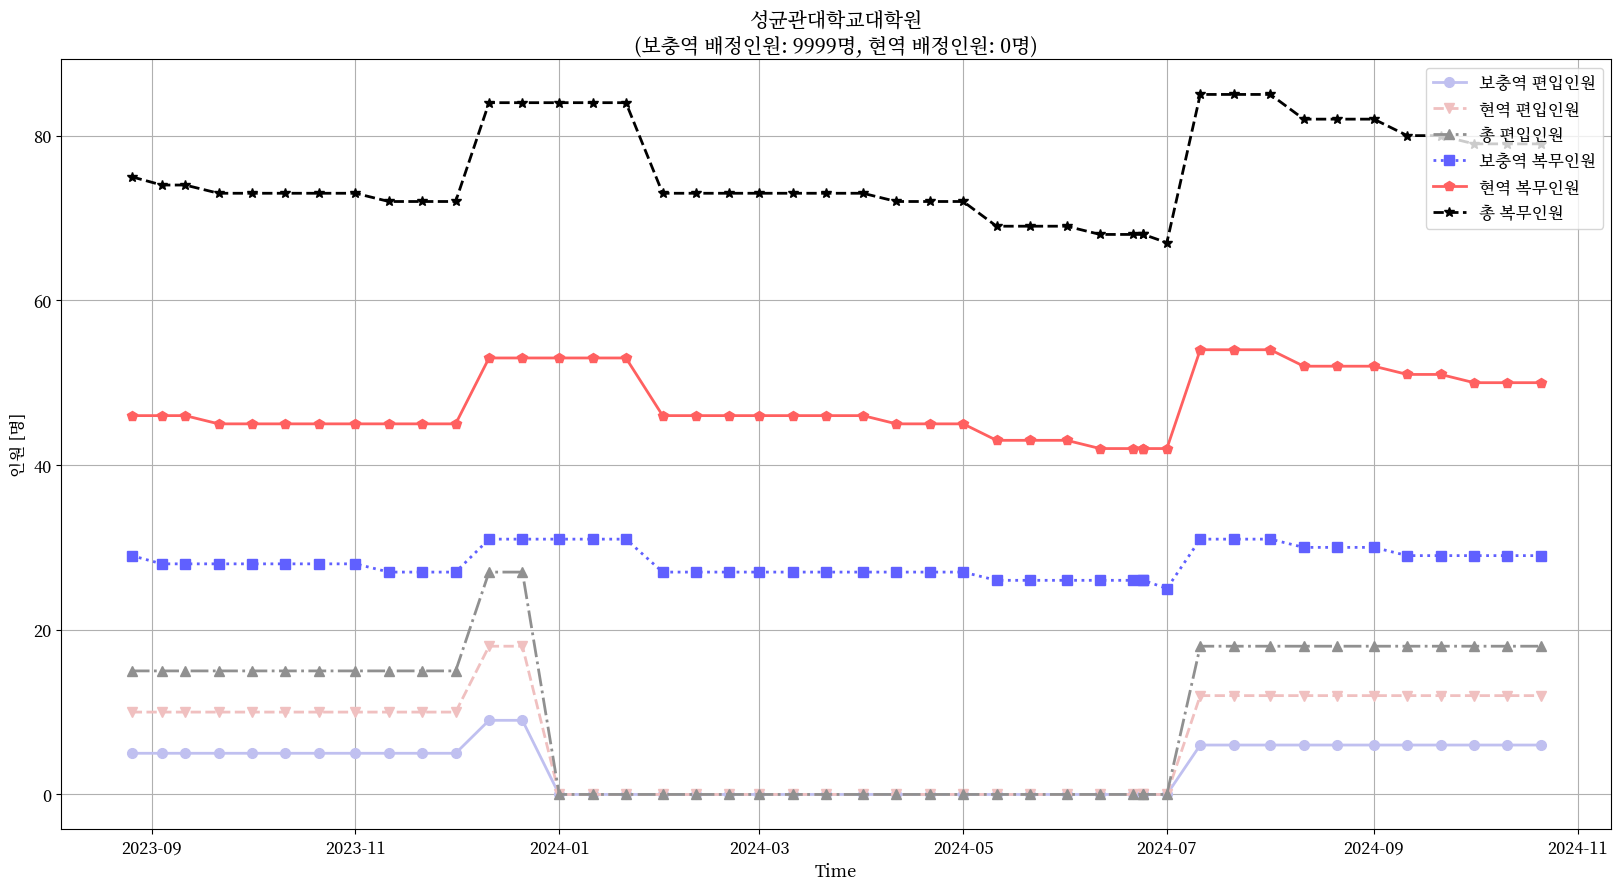 성균관대학교대학원
(보충역 배정인원: 9999명, 현역 배정인원: 0명)
보충역 편입인원
현역 편입인원
총 편입인원
보충역 복무인원
현역 복무인원
총 복무인원
인원 [명]
80
60
40
20
0
2023-09
2023-11
2024-01
2024-03
2024-05
2024-07
2024-09
2024-11
Time